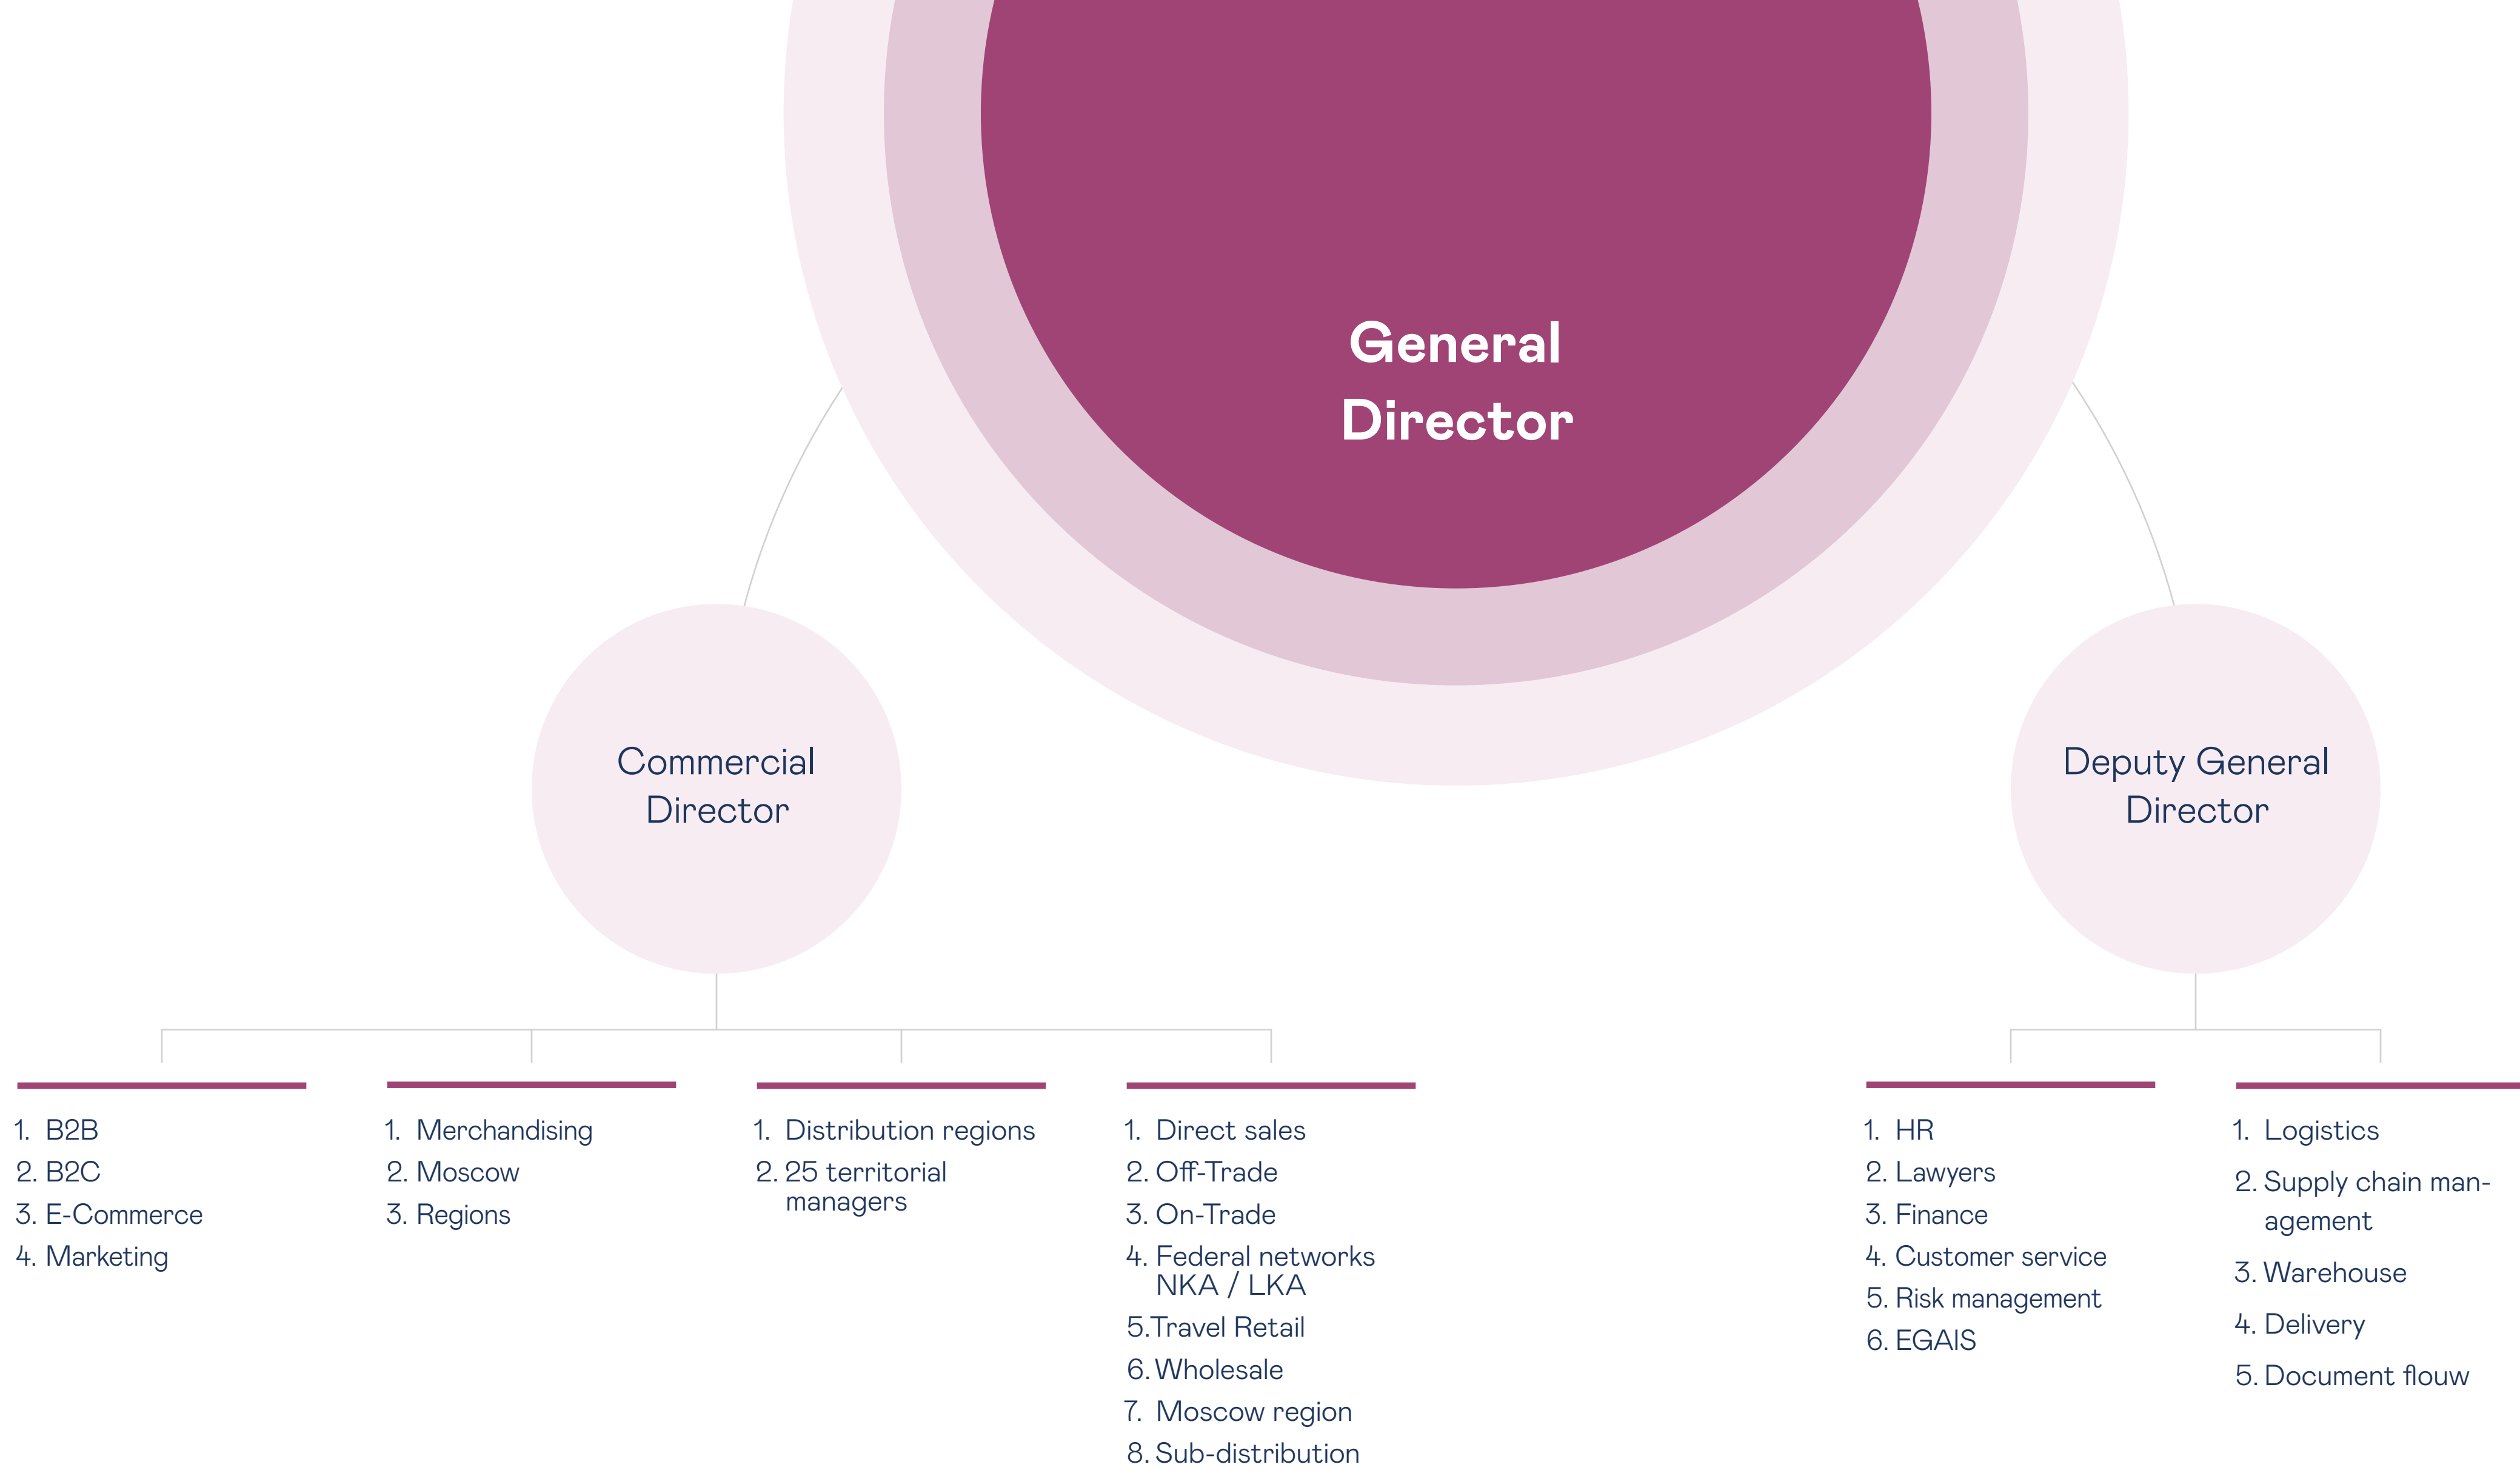 General
Director
Commercial
Director
Deputy General
Director
1. B2B
2. B2C
3. E-Commerce
4. Marketing
1. Merchandising
2. Moscow
3. Regions
1. Distribution regions
2. 25 territorial
managers
1. Direct sales
2. Off-Trade
3. On-Trade
4. Federal networks
NKA / LKA
5.Travel Retail
6. Wholesale
7. Moscow region
8. Sub-distribution
1. HR
2. Lawyers
3. Finance
4. Customer service
5. Risk management
6. EGAIS
1. Logistics
2. Supply chain man-
agement
3. Warehouse
4. Delivery
5. Document flouw